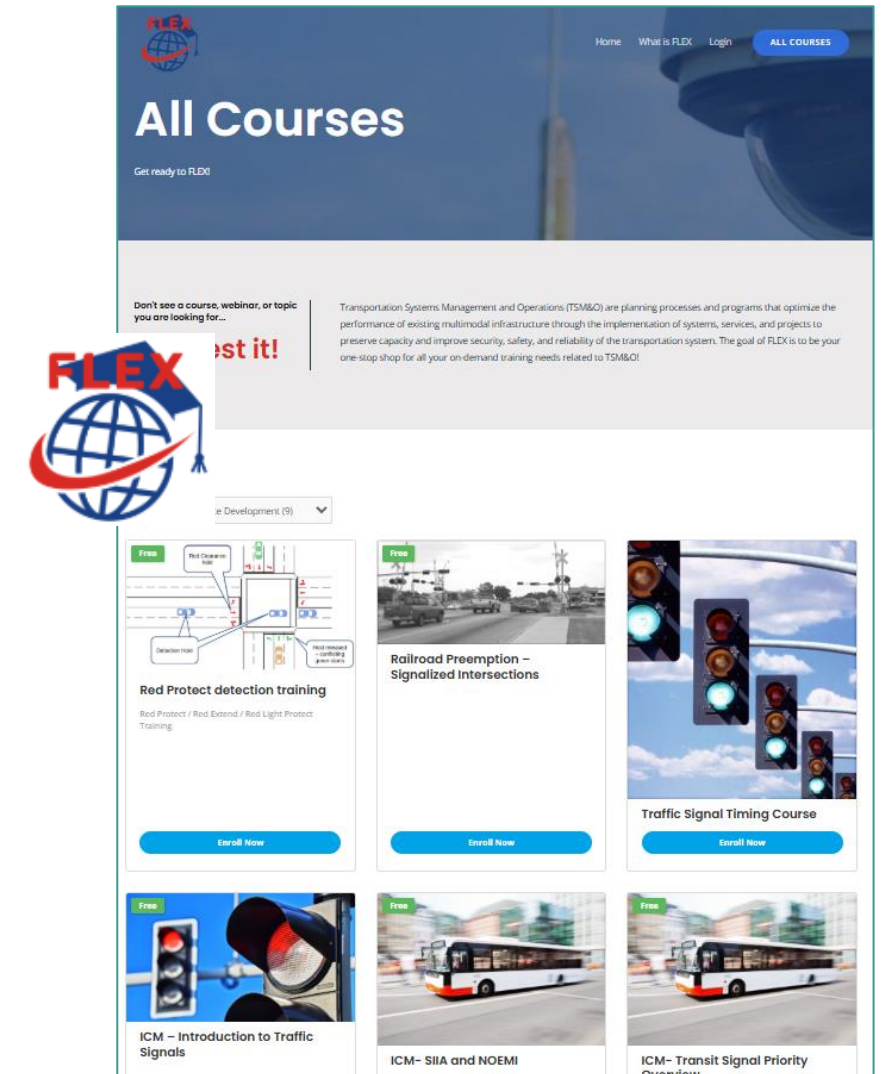 FLEX
Home What is FLEX Login ALL COURSES
All Courses
Get ready to FLEX!
Don't see a course, webinar, or topic
you are looking for...
est it!
Transportation Systems Management and Operations (TSM&O) are planning processes and programs that optimize the
performance of existing multimodal infrastructure through the implementation of systems, services, and projects to
preserve capacity and improve security, safety, and reliability of the transportation system. The goal of FLEX is to be your
one-stop shop for all your on-demand training needs related to TSM&O!
FLEX
e Development (9)
Free
Red Clearance
hold
Detection Hold
Hold released
– conflicting
green starts
Red Protect detection training
Red Protect / Red Extend / Red Light Protect
Training
Enroll Now
Free
Railroad Preemption –
Signalized Intersections
Enroll Now
Traffic Signal Timing Course
Enroll Now
Free
ICM – Introduction to Traffic
Signals
Free
ICM- SIIA and NOEMI
Free
ICM- Transit Signal Priority
Overview